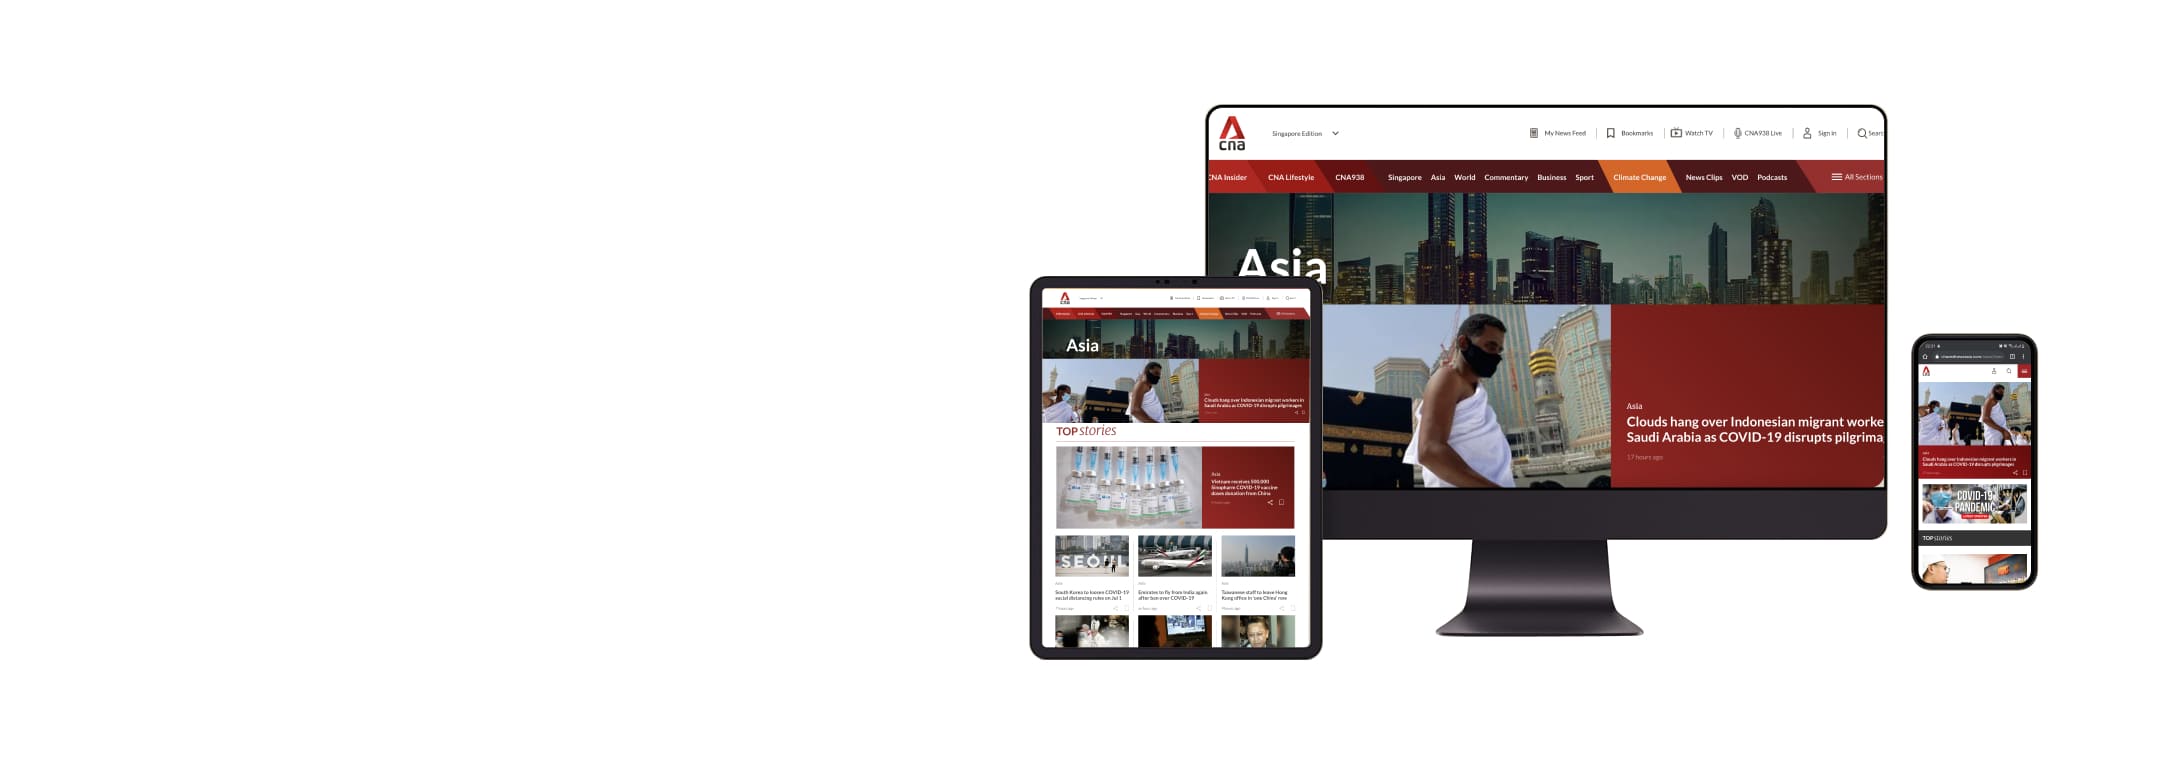 cna
Singapore Edition
My News Feed
Bookmarks
Watch TV
CNA938 Live
Sign in
Searc
CNA Insider
CNA Lifestyle
CNA938
Singapore
Asia
World
Commentary
Business
Sport
Climate Change
News Clips
VOD
Podcasts
All Sections
Asia
Asia
Clouds hang over Indonesian migrant worke
Saudi Arabia as COVID-19 disrupts pilgrima
17 hours ago
cna
Asia
Clouds hang over Indonesian migrant workers in
Saudi Arabia as COVID-19 disrupts pilgrimages
TOP stories
Asia
Vietnam receives 500,000
Sinopharm COVID-19 vaccine
doses donation from China
SEOUL
South Korea to loosen COVID-19
social distancing rules on Jul 1
Emirates to fly from India again
after ban over COVID-19
Taiwanese staff to leave Hong
Kong office in 'one China' row
Clouds hang over Indonesian migrant workers in
Saudi Arabia as COVID-19 disrupts pilgrimages
COVID-19
PANDEMIC
TOP stories